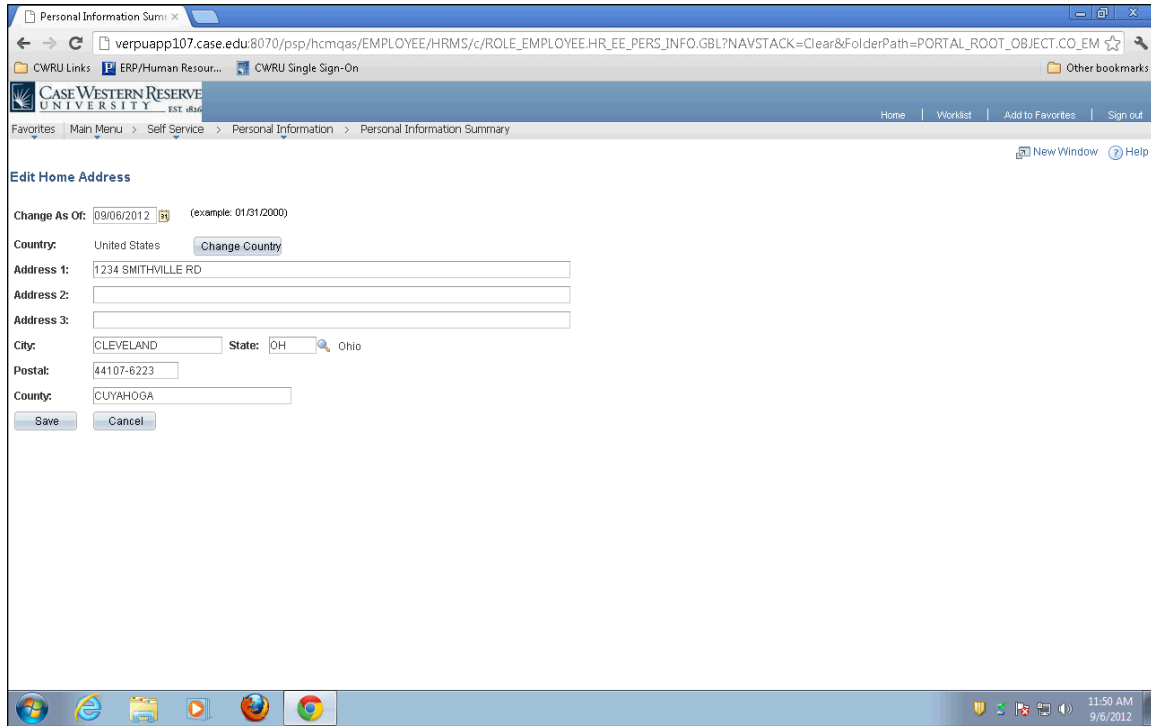 Personal Information Sum
verpuapp107.case.edu:8070/psp/hcmqas/EMPLOYEE/HRMS/c/ROLE_EMPLOYEE.HR_EE_PERS_INFO.GBL?NAVSTACK=Clear&FolderPath=PORTAL_ROOT_OBJECT.CO_EM
CWRU Links ERP/Human Resour... CWRU Single Sign-On Other bookmarks
CASE WESTERN RESERVE
UNIVERSITY EST. 1826
Home | Worklist | Add to Favorites | Sign out
Favorites Main Menu > Self Service > Personal Information > Personal Information Summary
New Window ? Help
Edit Home Address
Change As Of: 09/06/2012 31 (example: 01/31/2000)
Country: United States Change Country
Address 1: 1234 SMITHVILLE RD
Address 2:
Address 3:
City: CLEVELAND State: OH Ohio
Postal: 44107-6223
County: CUYAHOGA
Save Cancel
11:50 AM
9/6/2012